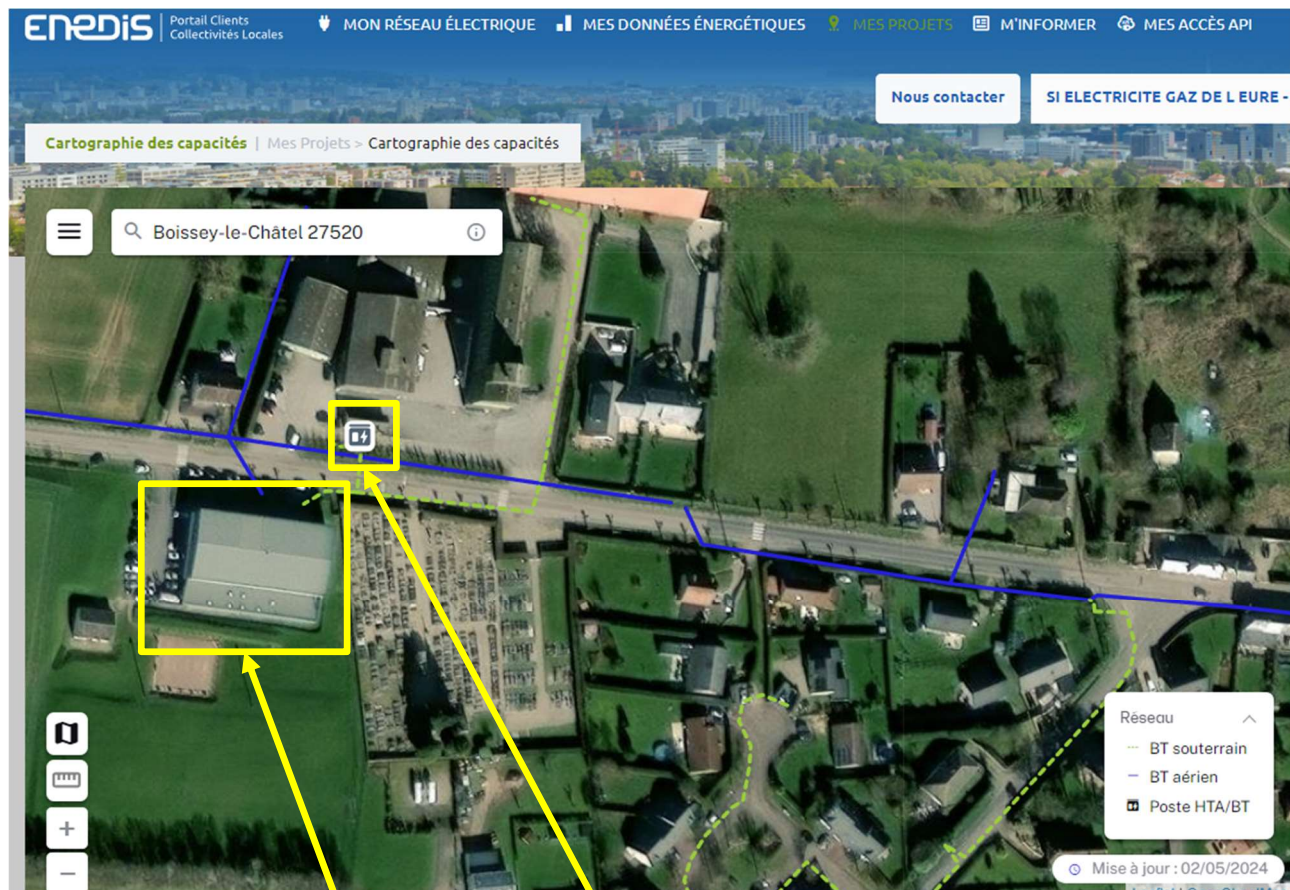 ENEDIS
Portail Clients
Collectivités Locales
MON RÉSEAU ÉLECTRIQUE
MES DONNÉES ÉNERGÉTIQUES
MES PROJETS
M'INFORMER
MES ACCÈS API
Nous contacter
SI ELECTRICITE GAZ DE L EURE -
Cartographie des capacités | Mes Projets > Cartographie des capacités
Boissey-le-Châtel 27520
Réseau
BT souterrain
BT aérien
Poste HTA/BT
Mise à jour : 02/05/2024